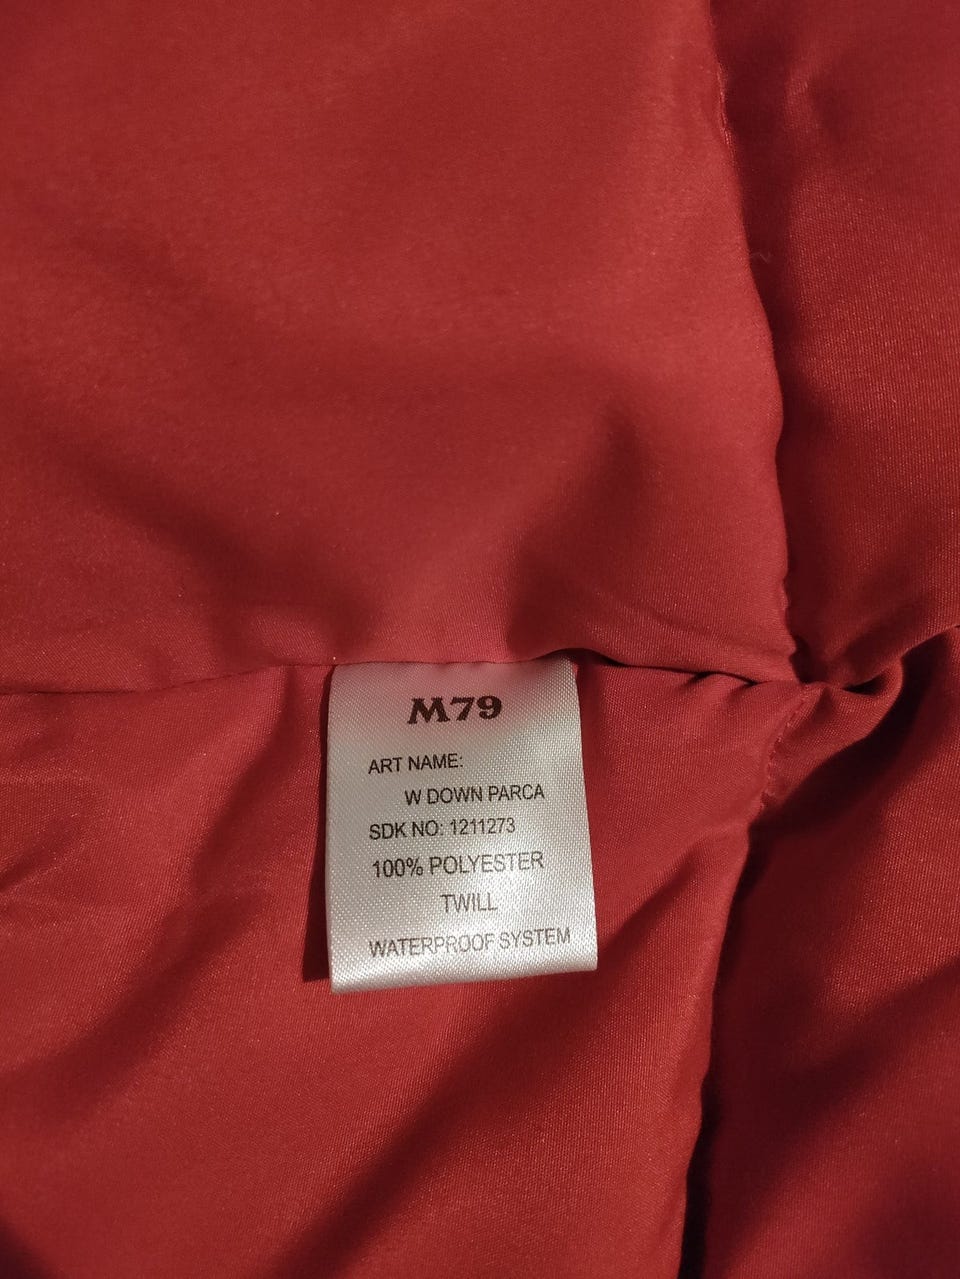 M79
ART NAME:
W DOWN PARCA
SDK NO: 1211273
100% POLYESTER
TWILL
WATERPROOF SYSTEM